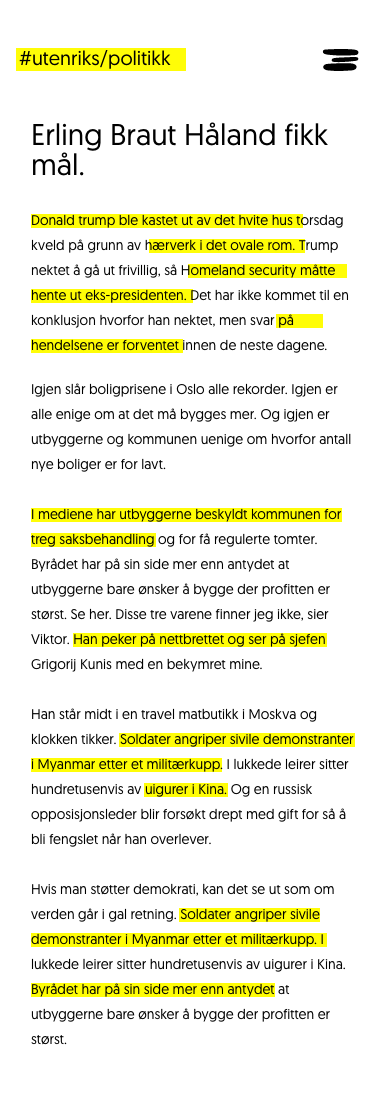 #utenriks/politikk
Erling Braut Håland fikk
mål.
Donald trump ble kastet ut av det hvite hus torsdag
kveld på grunn av hærverk i det ovale rom. Trump
nektet å gå ut frivillig, så Homeland security måtte
hente ut eks-presidenten. Det har ikke kommet til en
konklusjon hvorfor han nektet, men svar på
hendelsene er forventet innen de neste dagene.
Igjen slår boligprisene i Oslo alle rekorder. Igjen er
alle enige om at det må bygges mer. Og igjen er
utbyggerne og kommunen uenige om hvorfor antall
nye boliger er for lavt.
I mediene har utbyggerne beskyldt kommunen for
treg saksbehandling og for få regulerte tomter.
Byrådet har på sin side mer enn antydet at
utbyggerne bare ønsker å bygge der profitten er
størst. Se her. Disse tre varene finner jeg ikke, sier
Viktor. Han peker på nettbrettet og ser på sjefen
Grigorij Kunis med en bekymret mine.
Han står midt i en travel matbutikk i Moskva og
klokken tikker. Soldater angriper sivile demonstranter
i Myanmar etter et militærkupp. I lukkede leirer sitter
hundretusenvis av uigurer i Kina. Og en russisk
opposisjonsleder blir forsøkt drept med gift for så å
bli fengslet når han overlever.
Hvis man støtter demokrati, kan det se ut som om
verden går i gal retning. Soldater angriper sivile
demonstranter i Myanmar etter et militærkupp. I
lukkede leirer sitter hundretusenvis av uigurer i Kina.
Byrådet har på sin side mer enn antydet at
utbyggerne bare ønsker å bygge der profitten er
størst.